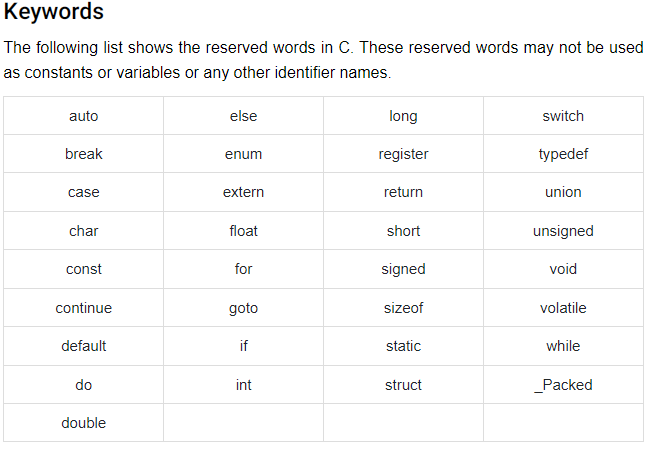 Keywords
The following list shows the reserved words in C. These reserved words may not be used
as constants or variables or any other identifier names.
auto else long switch
break enum register typedef
case extern return union
char float short unsigned
const for signed void
continue goto sizeof volatile
default if static while
do int struct _Packed
double